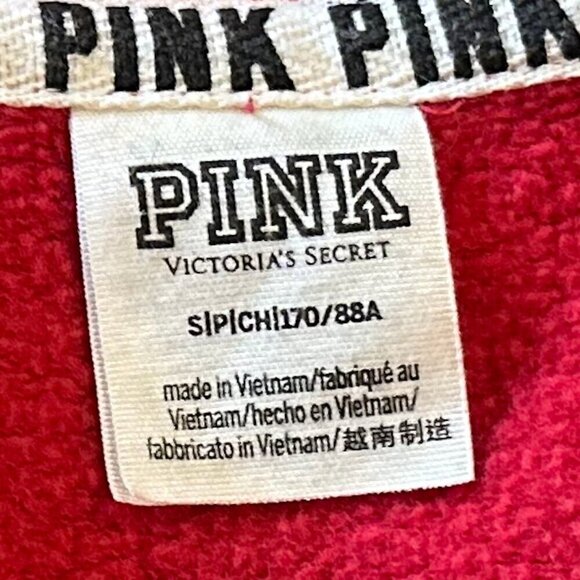 PINK PINK
PINK
VICTORIA'S SECRET
S|P|CH|170/88A
made in Vietnam/fabriqué au
Vietnam/hecho en Vietnam/
fabbricato in Vietnam/越南制造